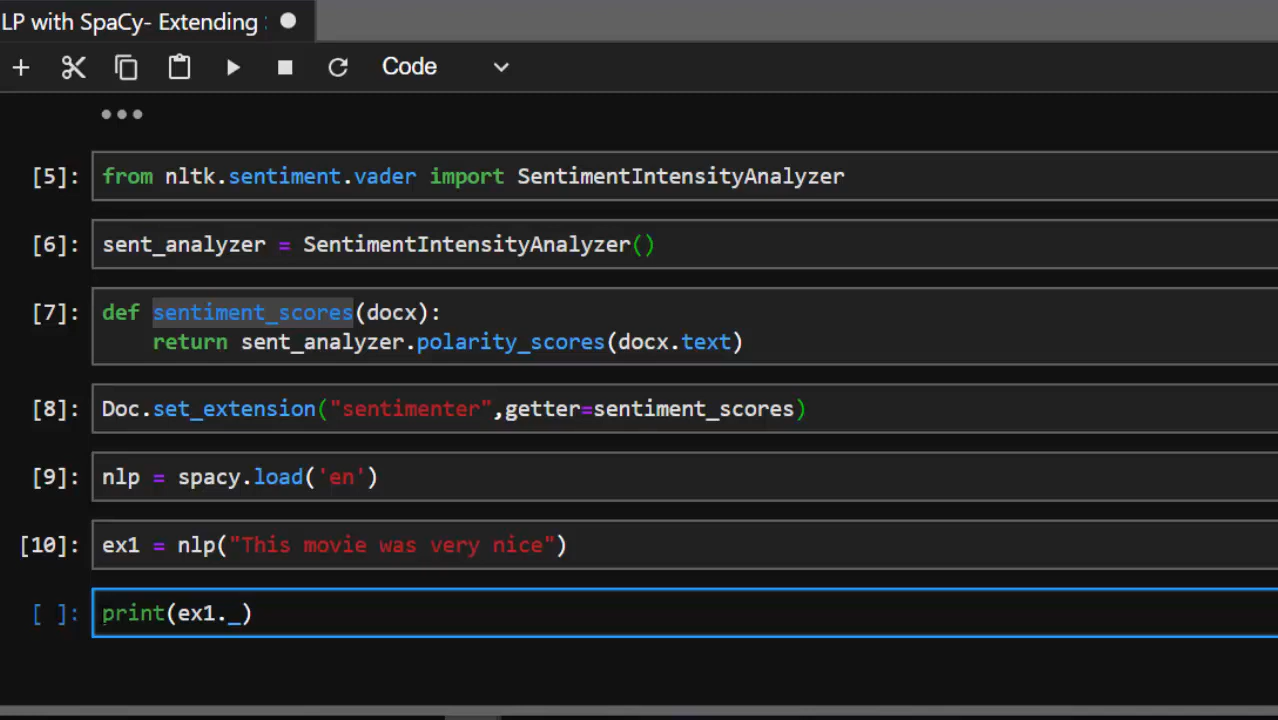 LP with SpaCy- Extending
Code
[5]: from nltk.sentiment.vader import SentimentIntensityAnalyzer
[6]: sent_analyzer = SentimentIntensityAnalyzer()
[7]: def sentiment_scores(docx):
return sent_analyzer.polarity_scores(docx.text)
[8]: Doc.set_extension("sentimenter",getter=sentiment_scores)
[9]: nlp = spacy.load('en')
[10]: ex1 = nlp("This movie was very nice")
[ ]: print(ex1._)